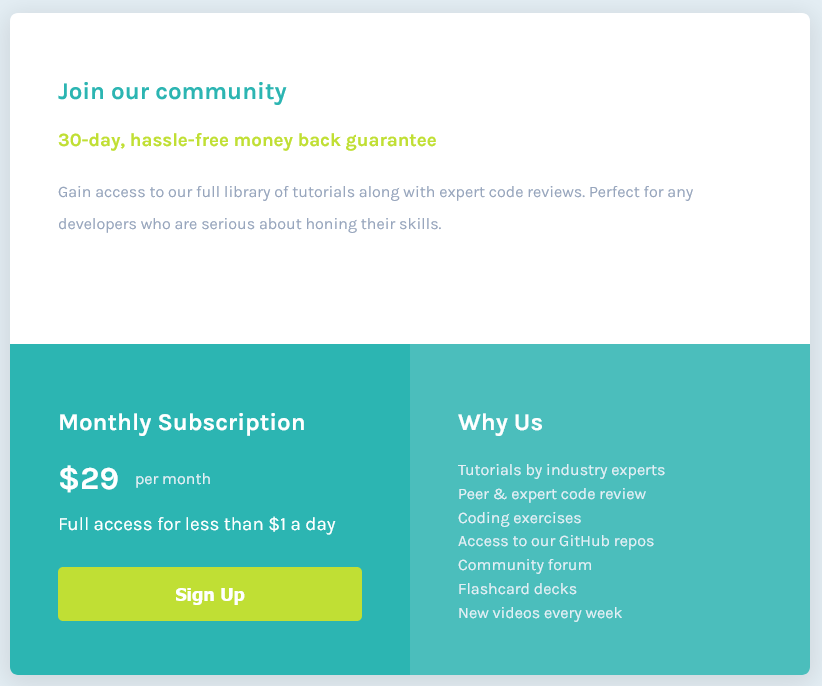 Join our community
30-day, hassle-free money back guarantee
Gain access to our full library of tutorials along with expert code reviews. Perfect for any
developers who are serious about honing their skills.
Monthly Subscription
$29 per month
Full access for less than $1 a day
Sign Up
Why Us
Tutorials by industry experts
Peer & expert code review
Coding exercises
Access to our GitHub repos
Community forum
Flashcard decks
New videos every week